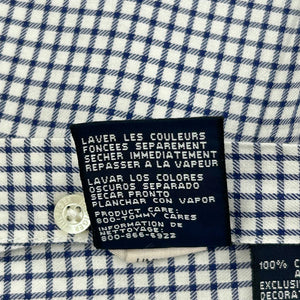 LAVER LES COULEURS
FONCEES SEPAREMENT
SECHER IMMEDIATEMENT
REPASSER A LA VAPEUR
LAVAR LOS COLORES
OSCUROS SEPARADO
SECAR PRONTO
PLANCHAR CON VAPOR
PRODUCT CARE:
800-TOMMY CARES
INFORMATION DE
NETTOYAGE:
800-866-6922
100% C
EXCLUS
DECORA